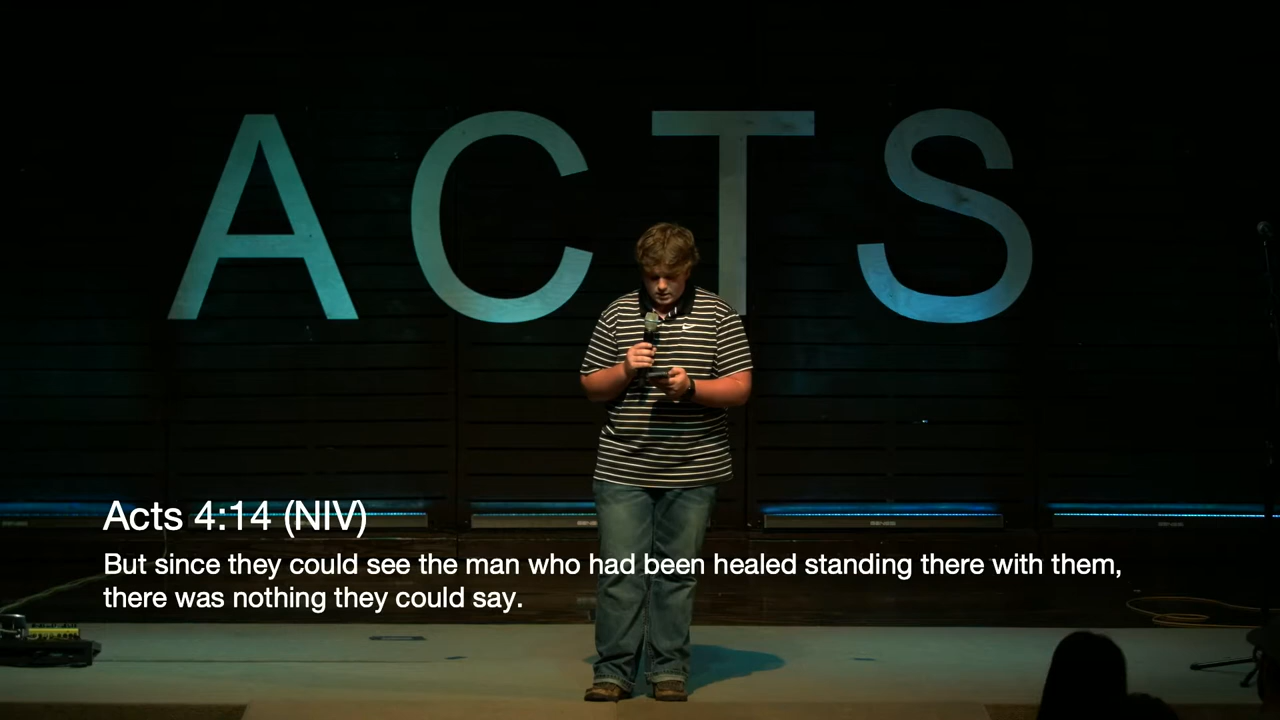 ACTS
Acts 4:14 (NIV)
But since they could see the man who had been healed standing there with them,
there was nothing they could say.